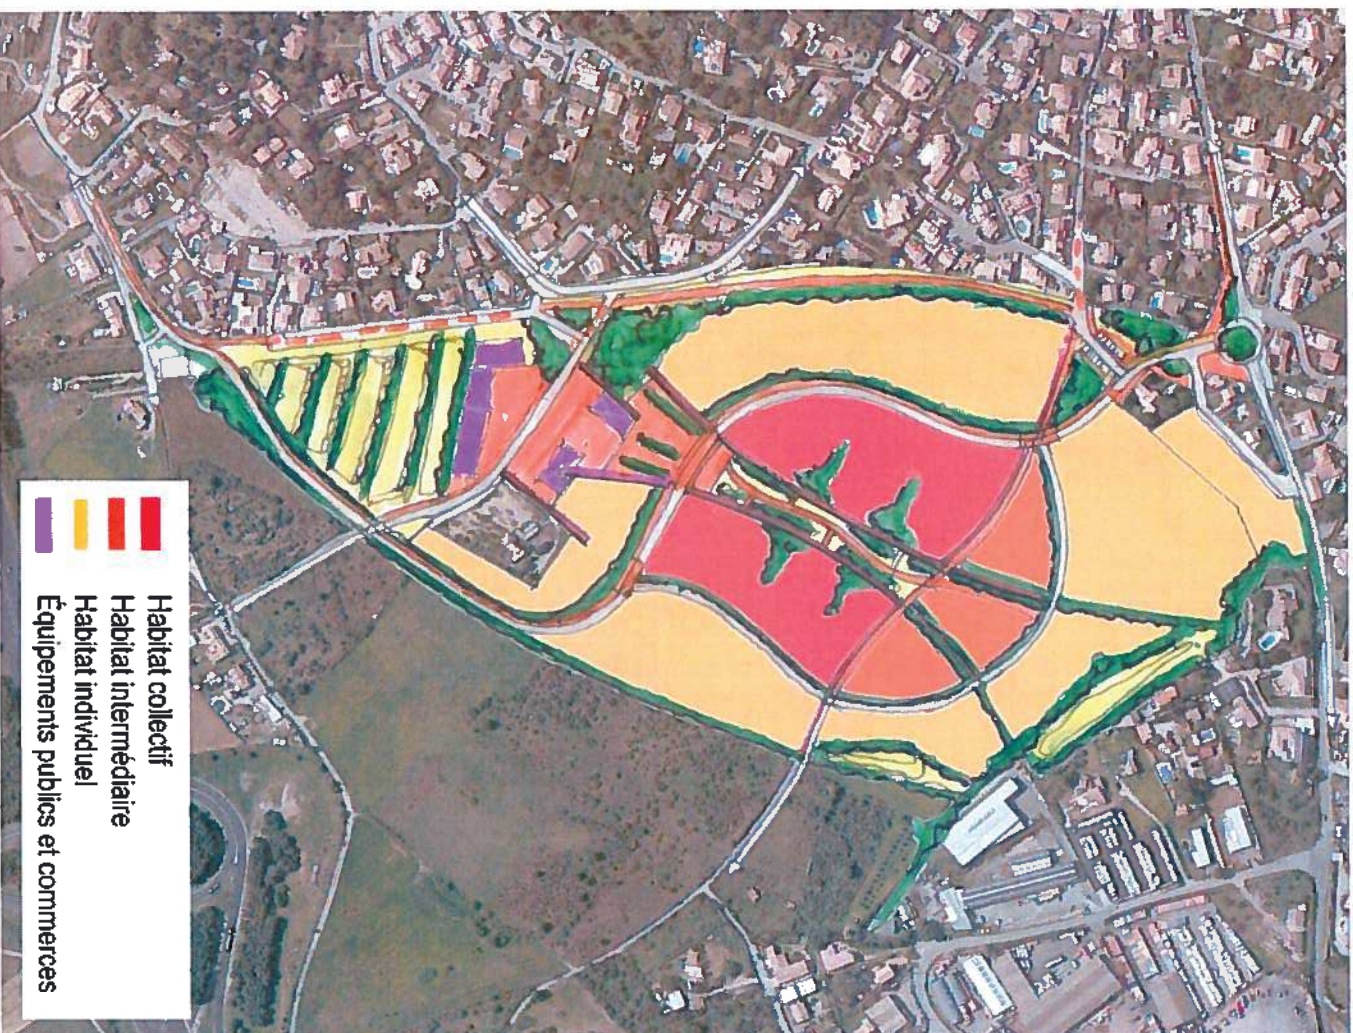 Habitat collectif
Habitat intermédiaire
Habitat individuel
Équipements publics et commerces